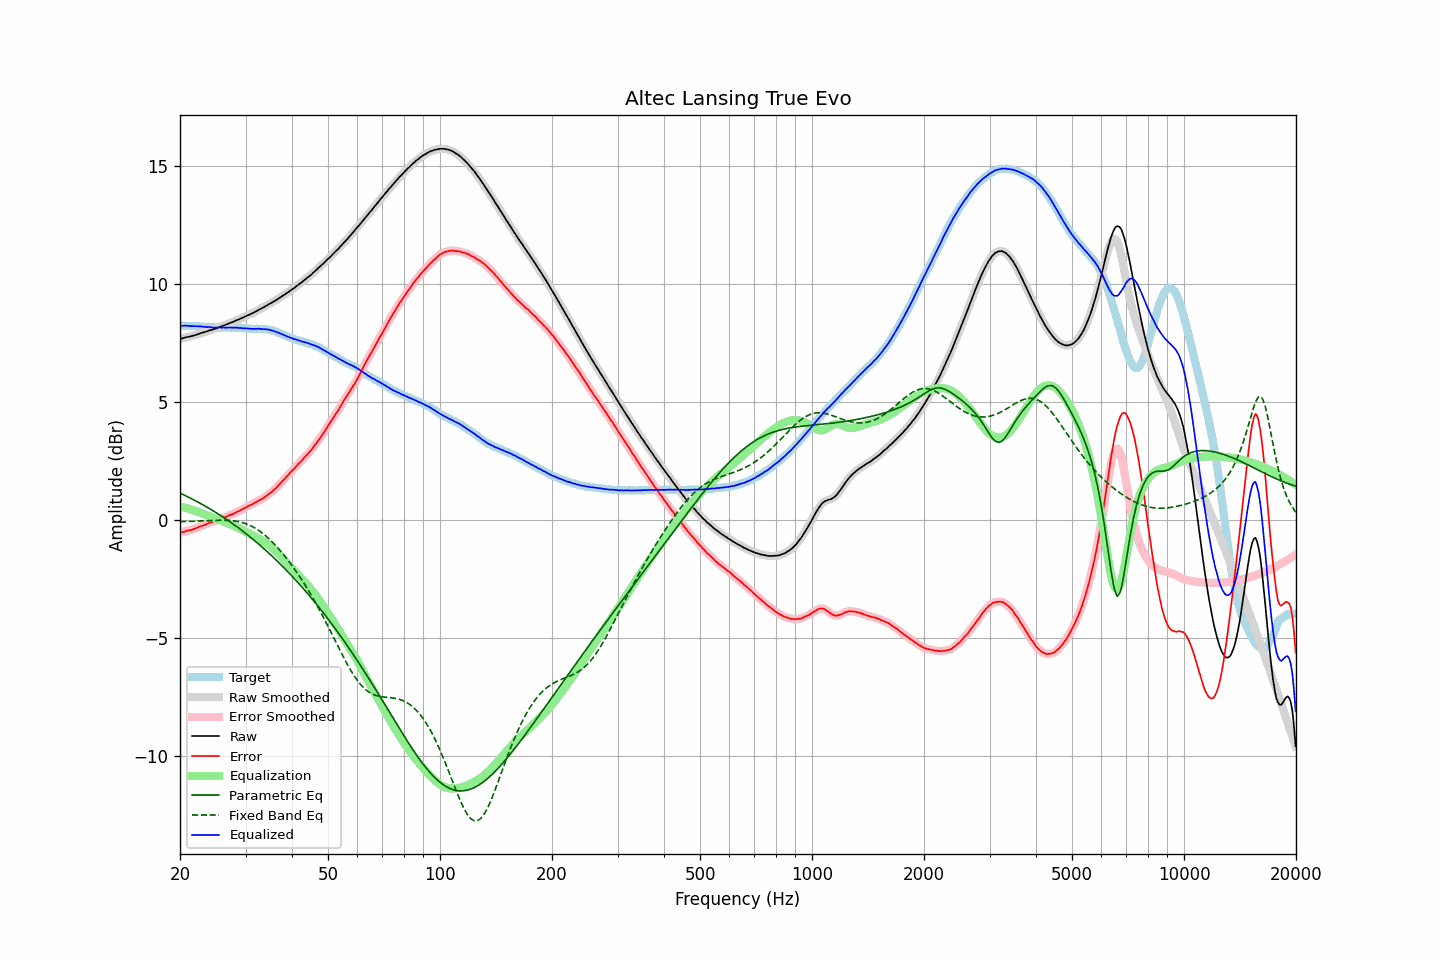 Altec Lansing True Evo
Amplitude (dBr)
15
10
5
0
−5
−10
Target
Raw Smoothed
Error Smoothed
Raw
Error
Equalization
Parametric Eq
Fixed Band Eq
Equalized
20 50 100 200 500 1000 2000 5000 10000 20000
Frequency (Hz)